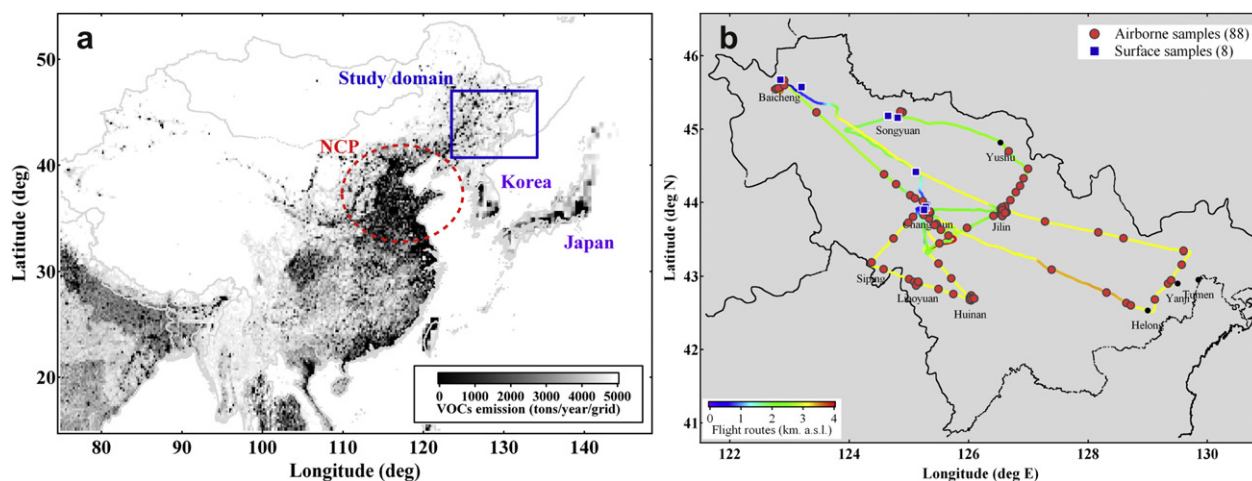 a
50
40
30
20
Latitude (deg)
Study domain
NCP
Korea
Japan
0 1000 2000 3000 4000 5000
VOCs emission (tons/year/grid)
80 90 100 110 120 130 140
Longitude (deg)
b
Airborne samples (88)
Surface samples (8)
46
45
44
43
42
41
Latitude (deg N)
Baicheng
Songyuan
Yushu
Jilin
Siping
Liaoyuan
Huinan
Yanji
Tumen
Helong
0 1 2 3 4
Flight routes (km. a.s.l.)
122 124 126 128 130
Longitude (deg E)